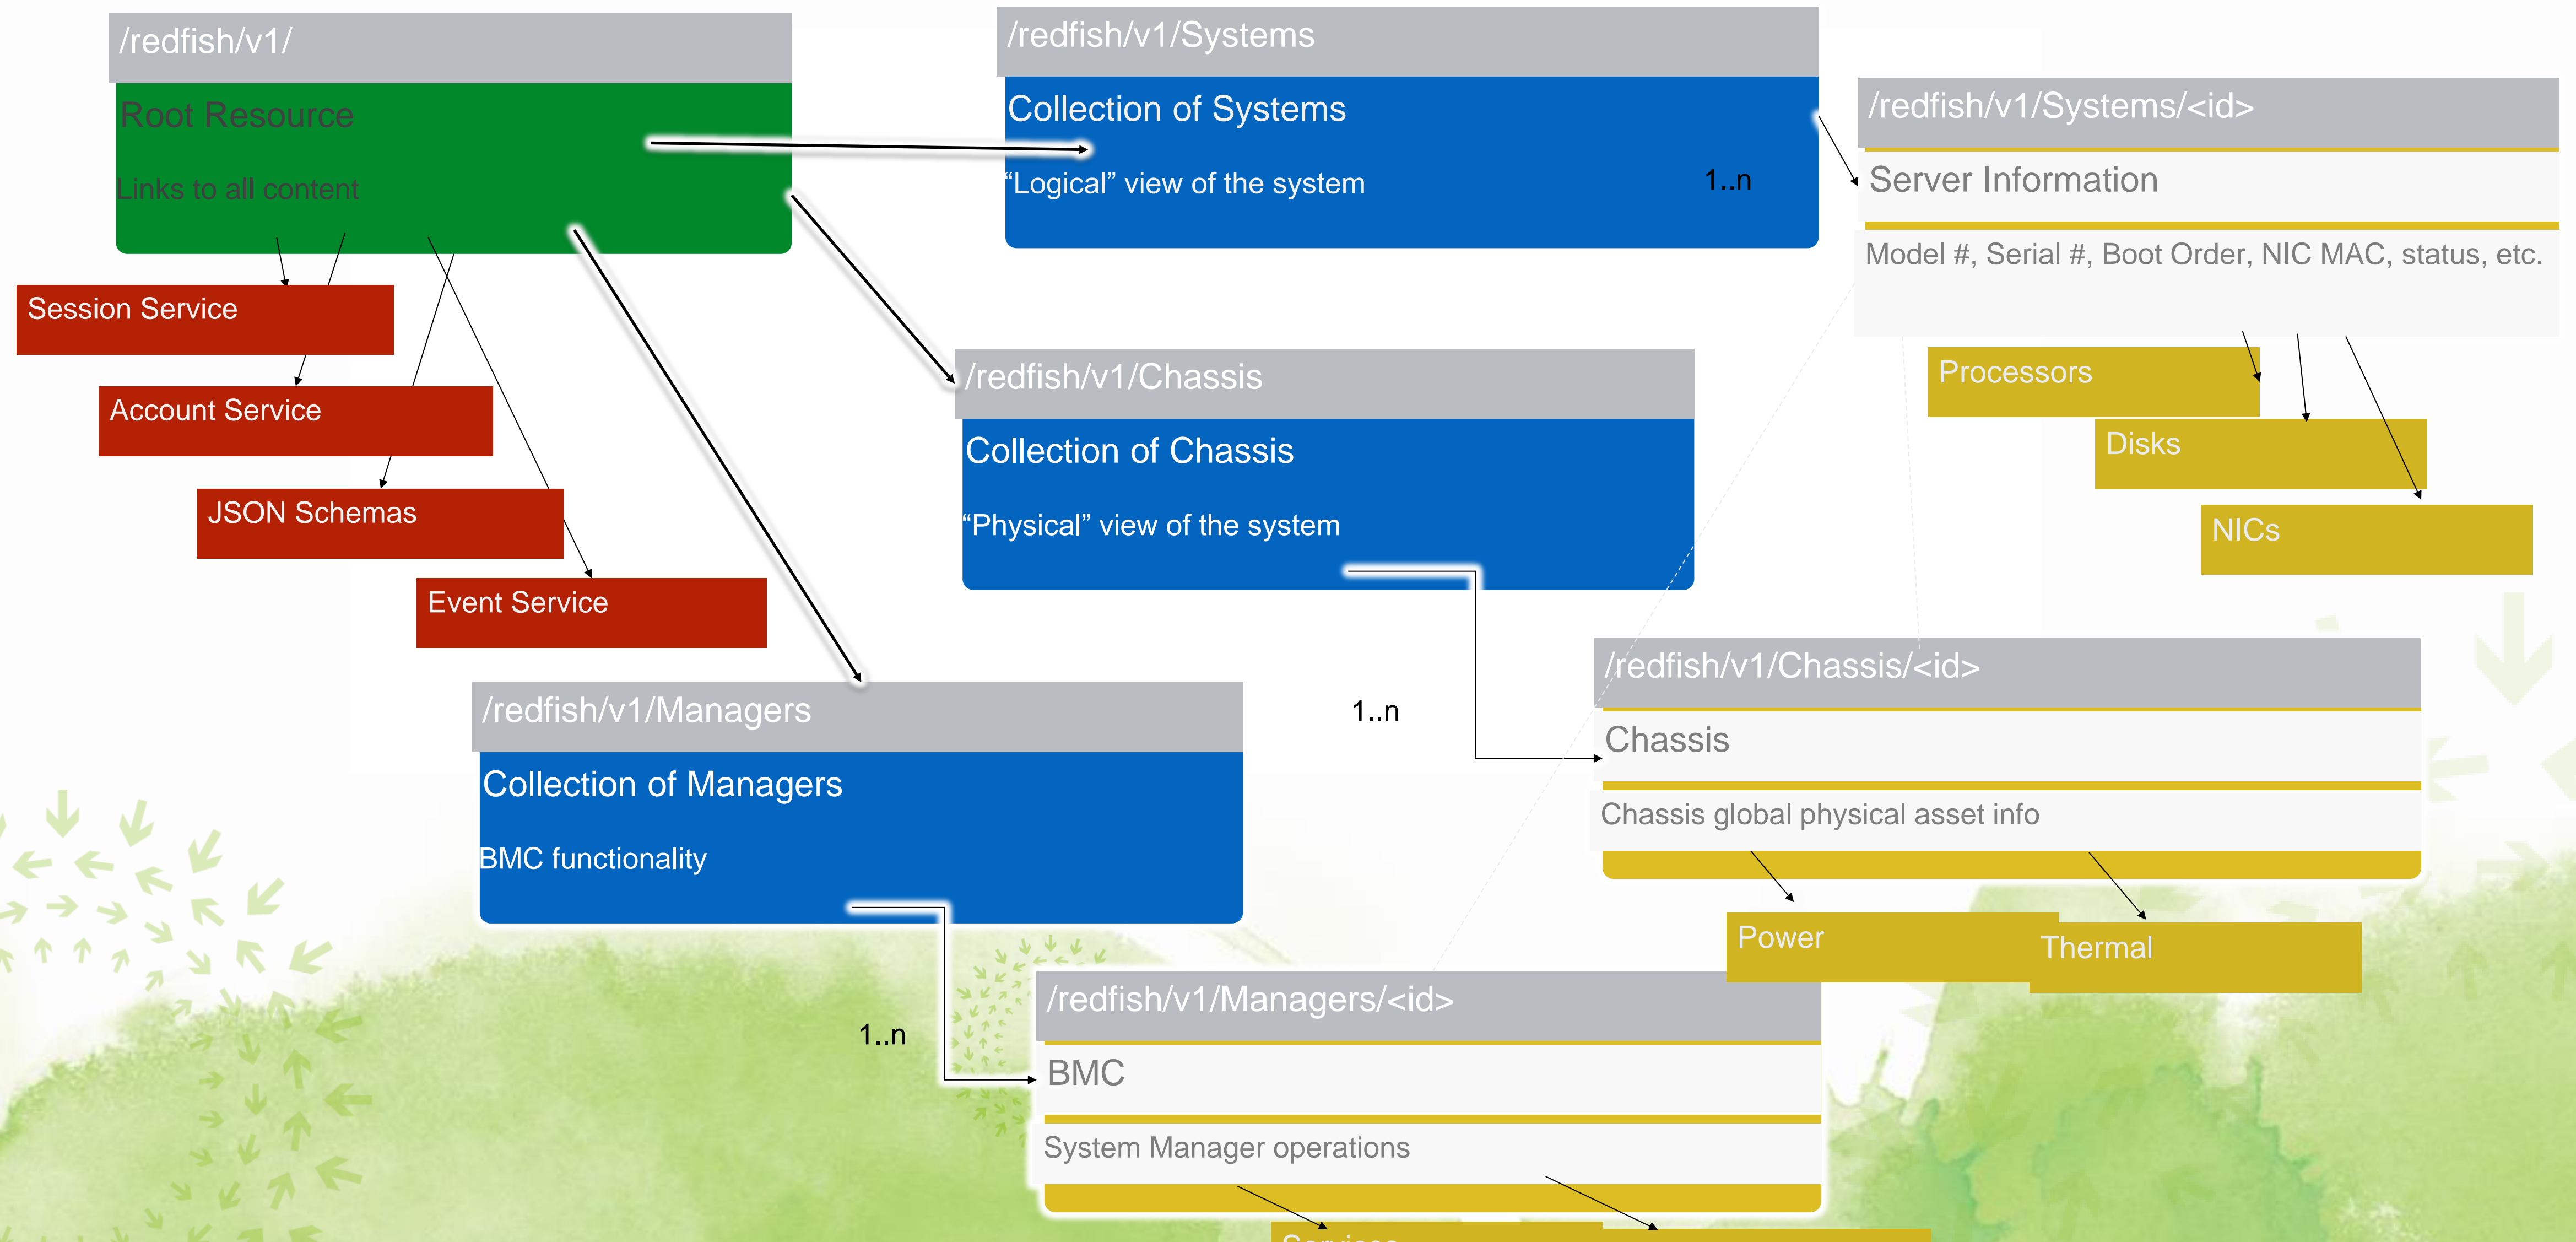 /redfish/v1/
Root Resource
Links to all content
Session Service
Account Service
JSON Schemas
Event Service
/redfish/v1/Systems
Collection of Systems
“Logical” view of the system
1..n
/redfish/v1/Systems/<id>
Server Information
Model #, Serial #, Boot Order, NIC MAC, status, etc.
Processors
Disks
NICs
/redfish/v1/Chassis
Collection of Chassis
“Physical” view of the system
1..n
/redfish/v1/Chassis/<id>
Chassis
Chassis global physical asset info
Power
Thermal
/redfish/v1/Managers
Collection of Managers
BMC functionality
1..n
/redfish/v1/Managers/<id>
BMC
System Manager operations